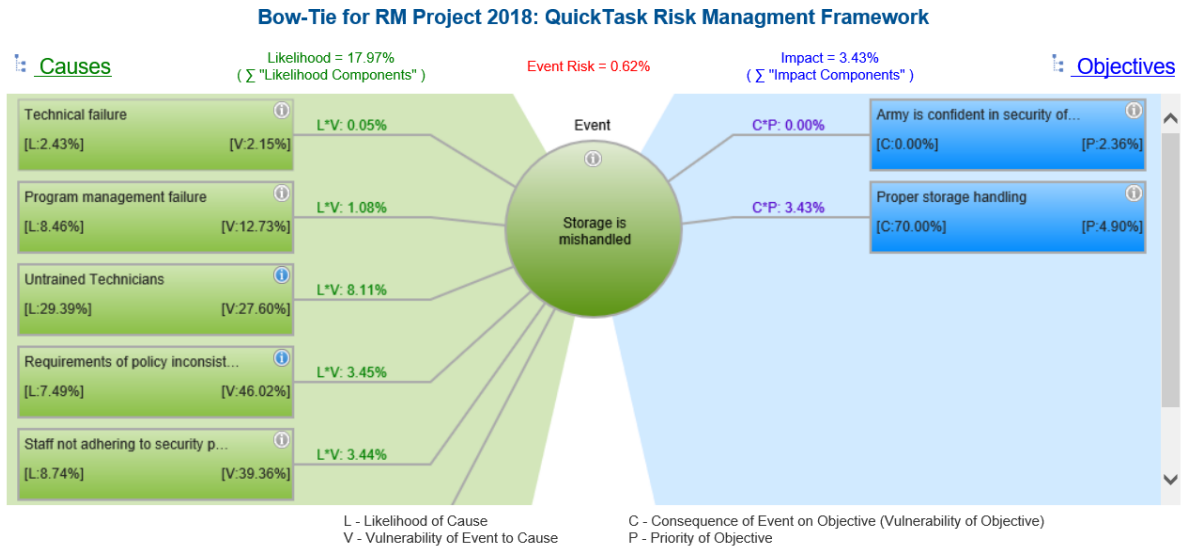 Bow-Tie for RM Project 2018: QuickTask Risk Managment Framework
Causes
Likelihood = 17.97%
( ∑ "Likelihood Components" )
Event Risk = 0.62%
Impact = 3.43%
( ∑ "Impact Components" )
Objectives
Technical failure
[L:2.43%] [V:2.15%]
L*V: 0.05%
Program management failure
[L:8.46%] [V:12.73%]
L*V: 1.08%
Untrained Technicians
[L:29.39%] [V:27.60%]
L*V: 8.11%
Requirements of policy inconsist...
[L:7.49%] [V:46.02%]
L*V: 3.45%
Staff not adhering to security p...
[L:8.74%] [V:39.36%]
L*V: 3.44%
Event
Storage is
mishandled
C*P: 0.00%
Army is confident in security of...
[C:0.00%] [P:2.36%]
C*P: 3.43%
Proper storage handling
[C:70.00%] [P:4.90%]
L - Likelihood of Cause
V - Vulnerability of Event to Cause
C - Consequence of Event on Objective (Vulnerability of Objective)
P - Priority of Objective